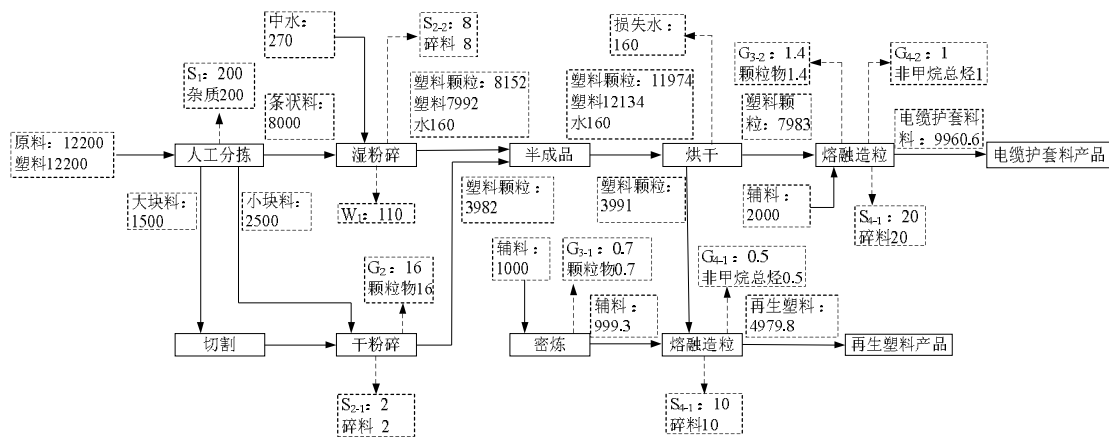 中水：
270
S₂₋₂：8
碎料 8
损失水：
160
G₃₋₂：1.4
颗粒物1.4
G₄₋₂：1
非甲烷总烃1
S₁：200
杂质200
条状料：
8000
塑料颗粒：8152
塑料7992
水160
塑料颗粒：11974
塑料12134
水160
塑料颗
粒：7983
电缆护套料
料：9960.6
原料：12200
塑料12200
人工分拣
湿粉碎
半成品
烘干
熔融造粒
电缆护套料产品
大块料：
1500
小块料：
2500
W₁：110
塑料颗粒：
3982
塑料颗粒：
3991
辅料：
2000
S₄₋₁：20
碎料20
G₂：16
颗粒物16
辅料：
1000
G₃₋₁：0.7
颗粒物0.7
G₄₋₁：0.5
非甲烷总烃0.5
辅料：
999.3
再生塑料：
4979.8
切割
干粉碎
密炼
熔融造粒
再生塑料产品
S₂₋₁：2
碎料 2
S₄₋₁：10
碎料10